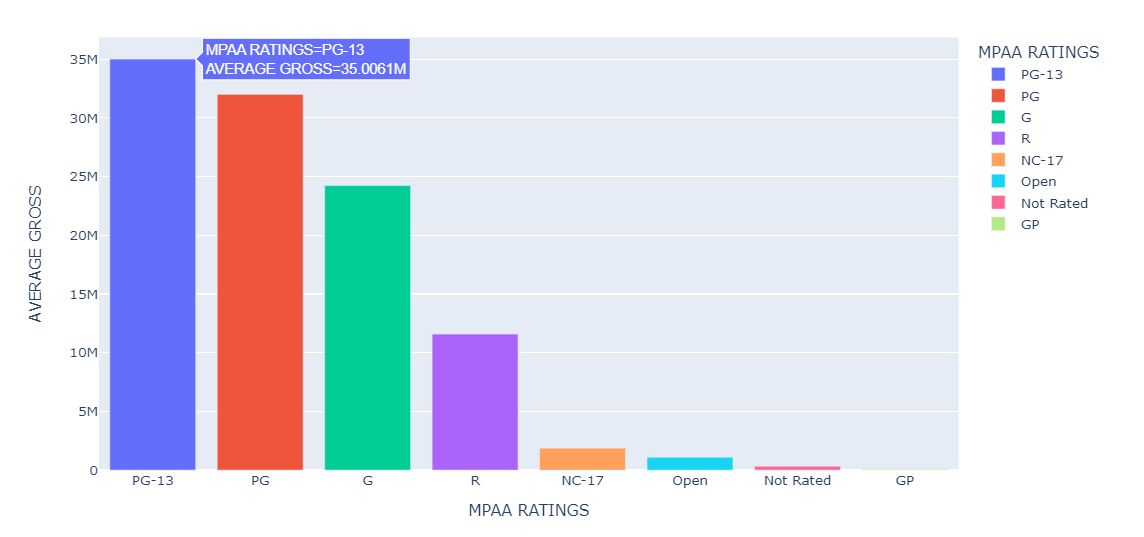 MPAA RATINGS=PG-13
AVERAGE GROSS=35.0061M
MPAA RATINGS
PG-13
PG
G
R
NC-17
Open
Not Rated
GP
AVERAGE GROSS
35M
30M
25M
20M
15M
10M
5M
0
PG-13 PG G R NC-17 Open Not Rated GP
MPAA RATINGS